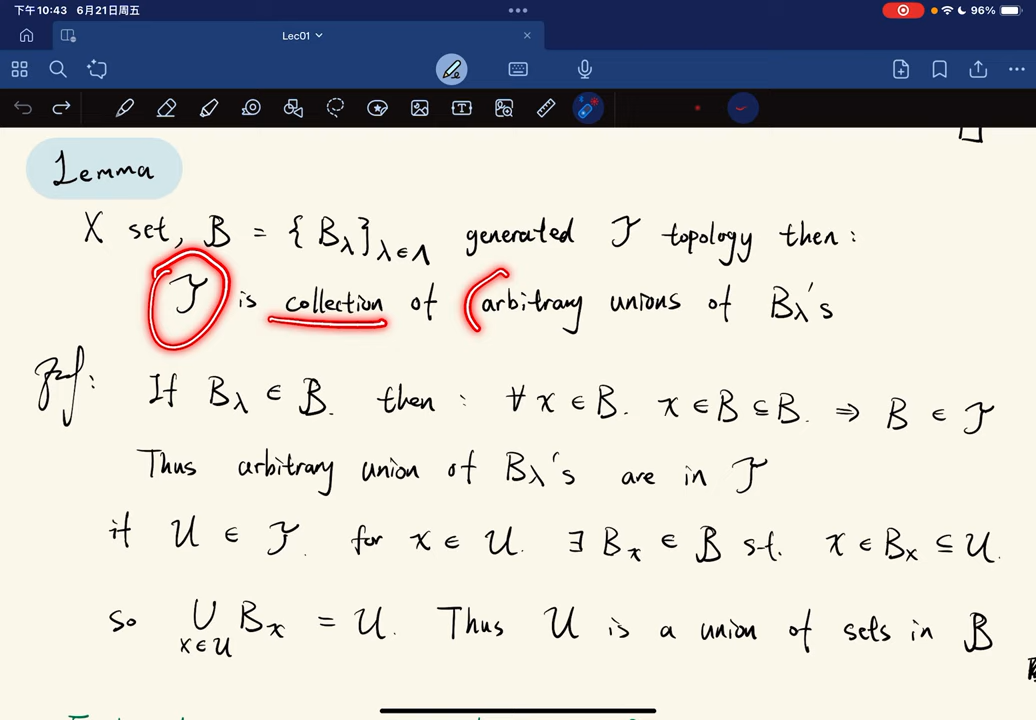 下午10:43 6月21日周五
96%
Lec01
Lemma
X set, B = {Bλ}λ∈Λ generated 𝒯 topology then:
𝒯 is collection of arbitrary unions of Bλ's
Pf: If Bλ ∈ B. then: ∀x ∈ B. x ∈ B ⊆ B. ⇒ B ∈ 𝒯
Thus arbitrary union of Bλ's are in 𝒯
if U ∈ 𝒯. for x ∈ U. ∃ Bx ∈ B s.t. x ∈ Bx ⊆ U.
so ∪x∈U Bx = U. Thus U is a union of sets in B